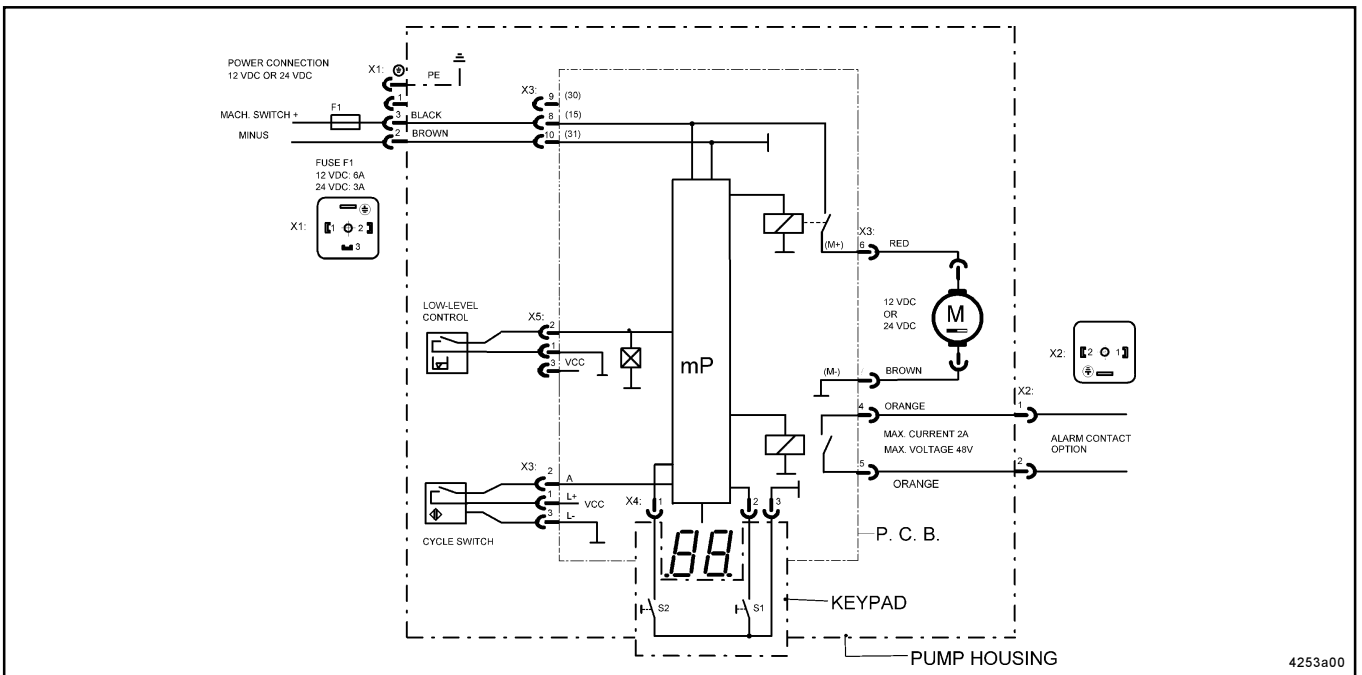 POWER CONNECTION
12 VDC OR 24 VDC
X1:
PE
1
MACH. SWITCH +
F1
3
BLACK
MINUS
2
BROWN
FUSE F1
12 VDC: 6A
24 VDC: 3A
X1:
1
2
3
X3:
9
(30)
8
(15)
10
(31)
LOW-LEVEL
CONTROL
X5:
2
1
3
VCC
mP
X3:
2
A
1
L+
VCC
3
L-
CYCLE SWITCH
X4:
1
2
3
88
S2
S1
(M+)
X3:
6
RED
12 VDC
OR
24 VDC
M
(M-)
BROWN
X2:
2
1
X2:
4
ORANGE
1
MAX. CURRENT 2A
MAX. VOLTAGE 48V
ALARM CONTACT
OPTION
5
ORANGE
2
P. C. B.
KEYPAD
PUMP HOUSING
4253a00